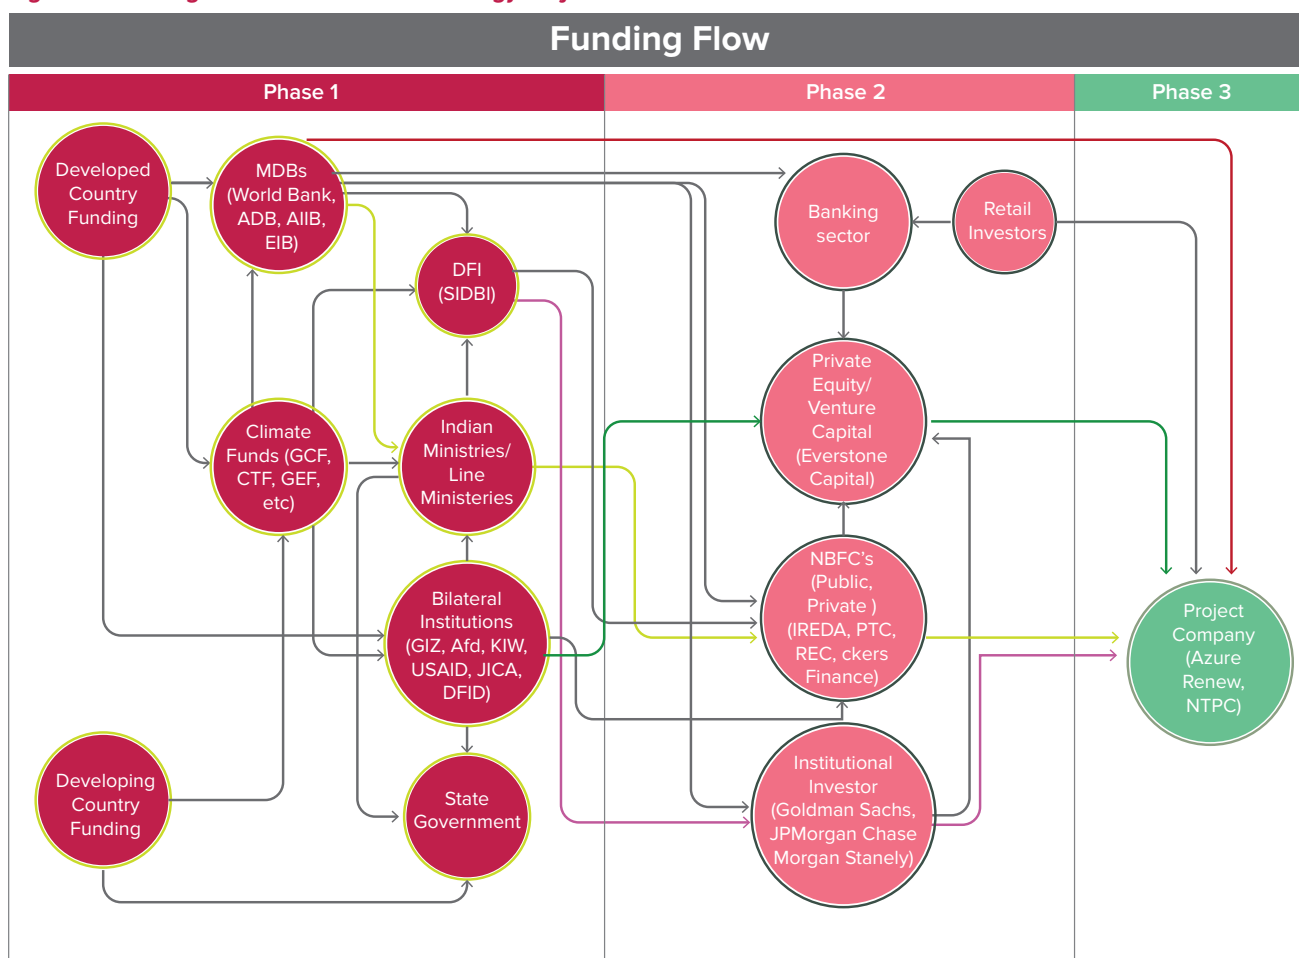 Funding Flow
Phase 1
Phase 2
Phase 3
Developed
Country
Funding
MDBs
(World Bank,
ADB, AIIB,
EIB)
DFI
(SIDBI)
Climate
Funds (GCF,
CTF, GEF,
etc)
Indian
Ministries/
Line
Ministeries
Bilateral
Institutions
(GIZ, Afd, KIW,
USAID, JICA,
DFID)
Developing
Country
Funding
State
Government
Banking
sector
Retail
Investors
Private
Equity/
Venture
Capital
(Everstone
Capital)
NBFC's
(Public,
Private )
(IREDA, PTC,
REC, ckers
Finance)
Institutional
Investor
(Goldman Sachs,
JPMorgan Chase
Morgan Stanely)
Project
Company
(Azure
Renew,
NTPC)